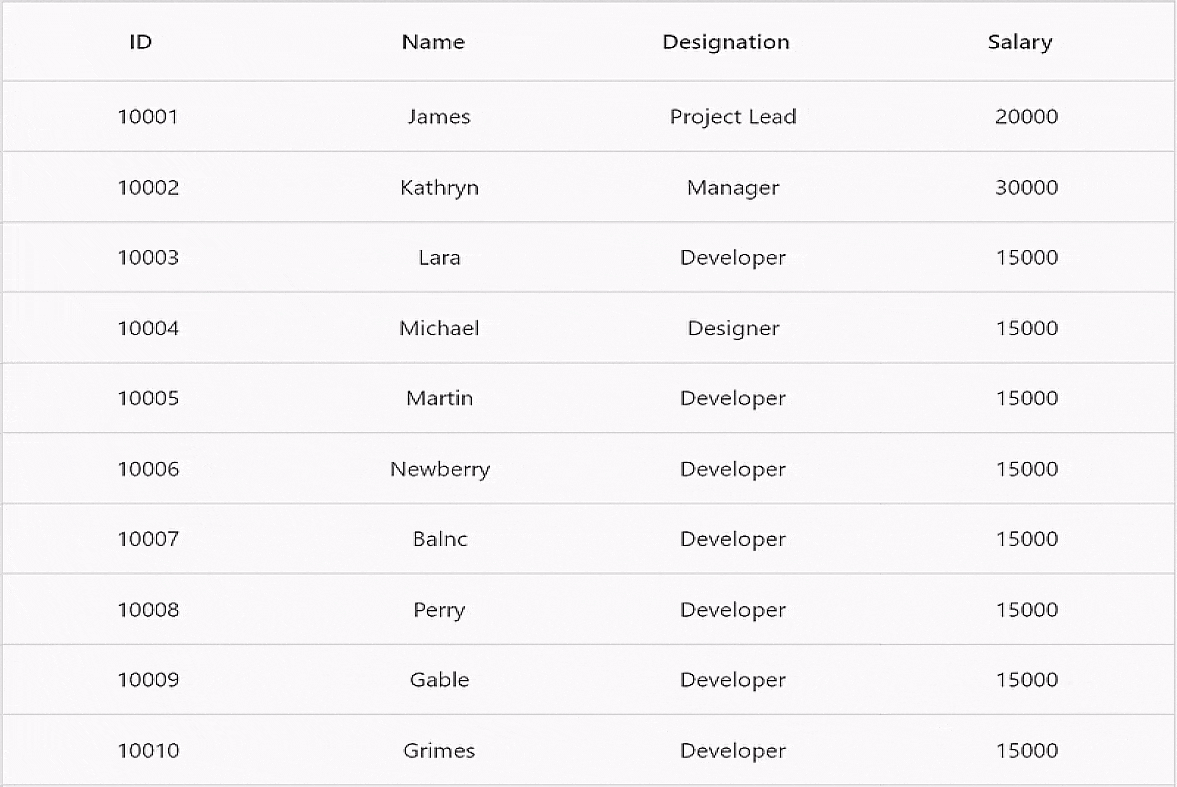 ID Name Designation Salary
10001 James Project Lead 20000
10002 Kathryn Manager 30000
10003 Lara Developer 15000
10004 Michael Designer 15000
10005 Martin Developer 15000
10006 Newberry Developer 15000
10007 Balnc Developer 15000
10008 Perry Developer 15000
10009 Gable Developer 15000
10010 Grimes Developer 15000